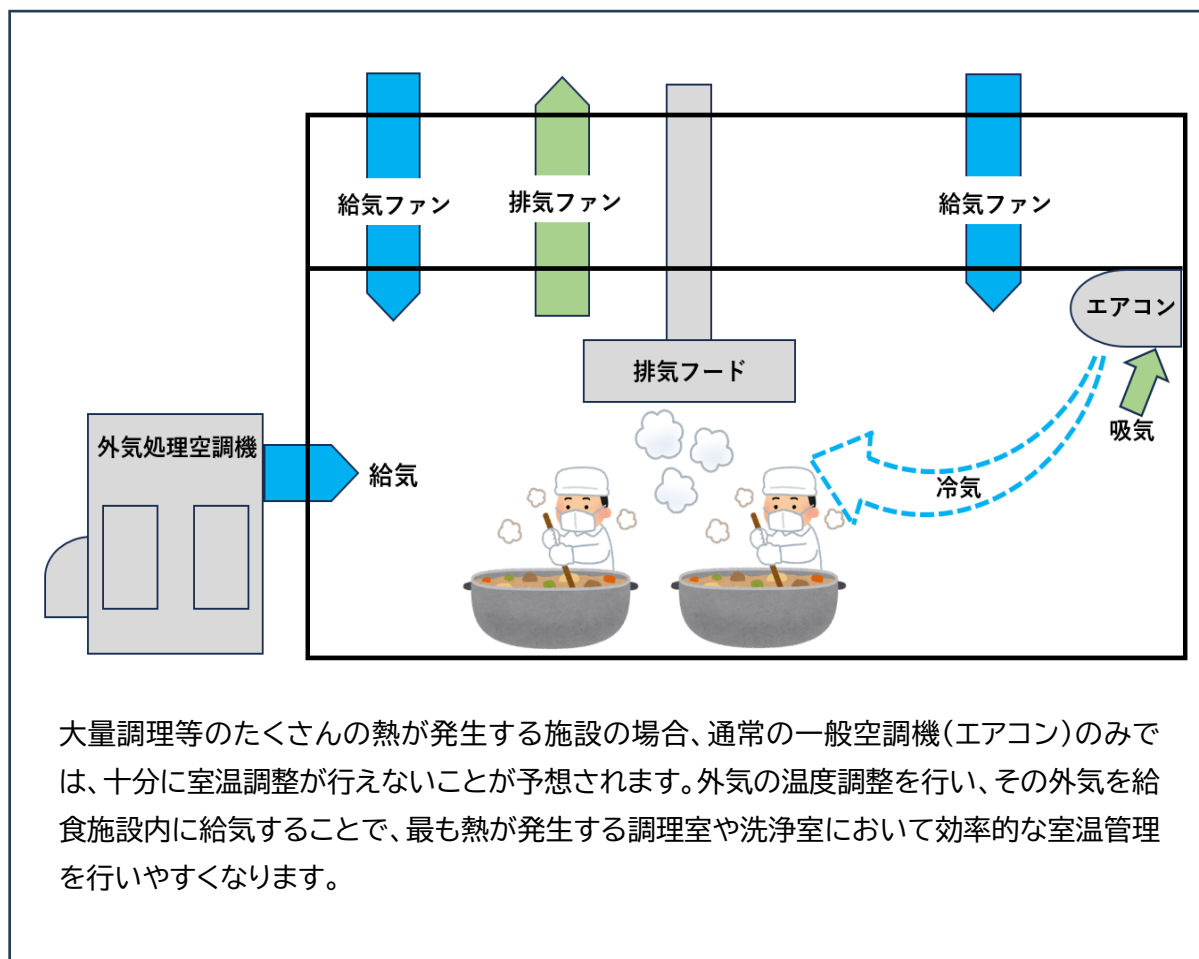 給気ファン
排気ファン
給気ファン
エアコン
排気フード
吸気
外気処理空調機
給気
冷気
大量調理等のたくさんの熱が発生する施設の場合、通常の一般空調機(エアコン)のみで
は、十分に室温調整が行えないことが予想されます。外気の温度調整を行い、その外気を給
食施設内に給気することで、最も熱が発生する調理室や洗浄室において効率的な室温管理
を行いやすくなります。